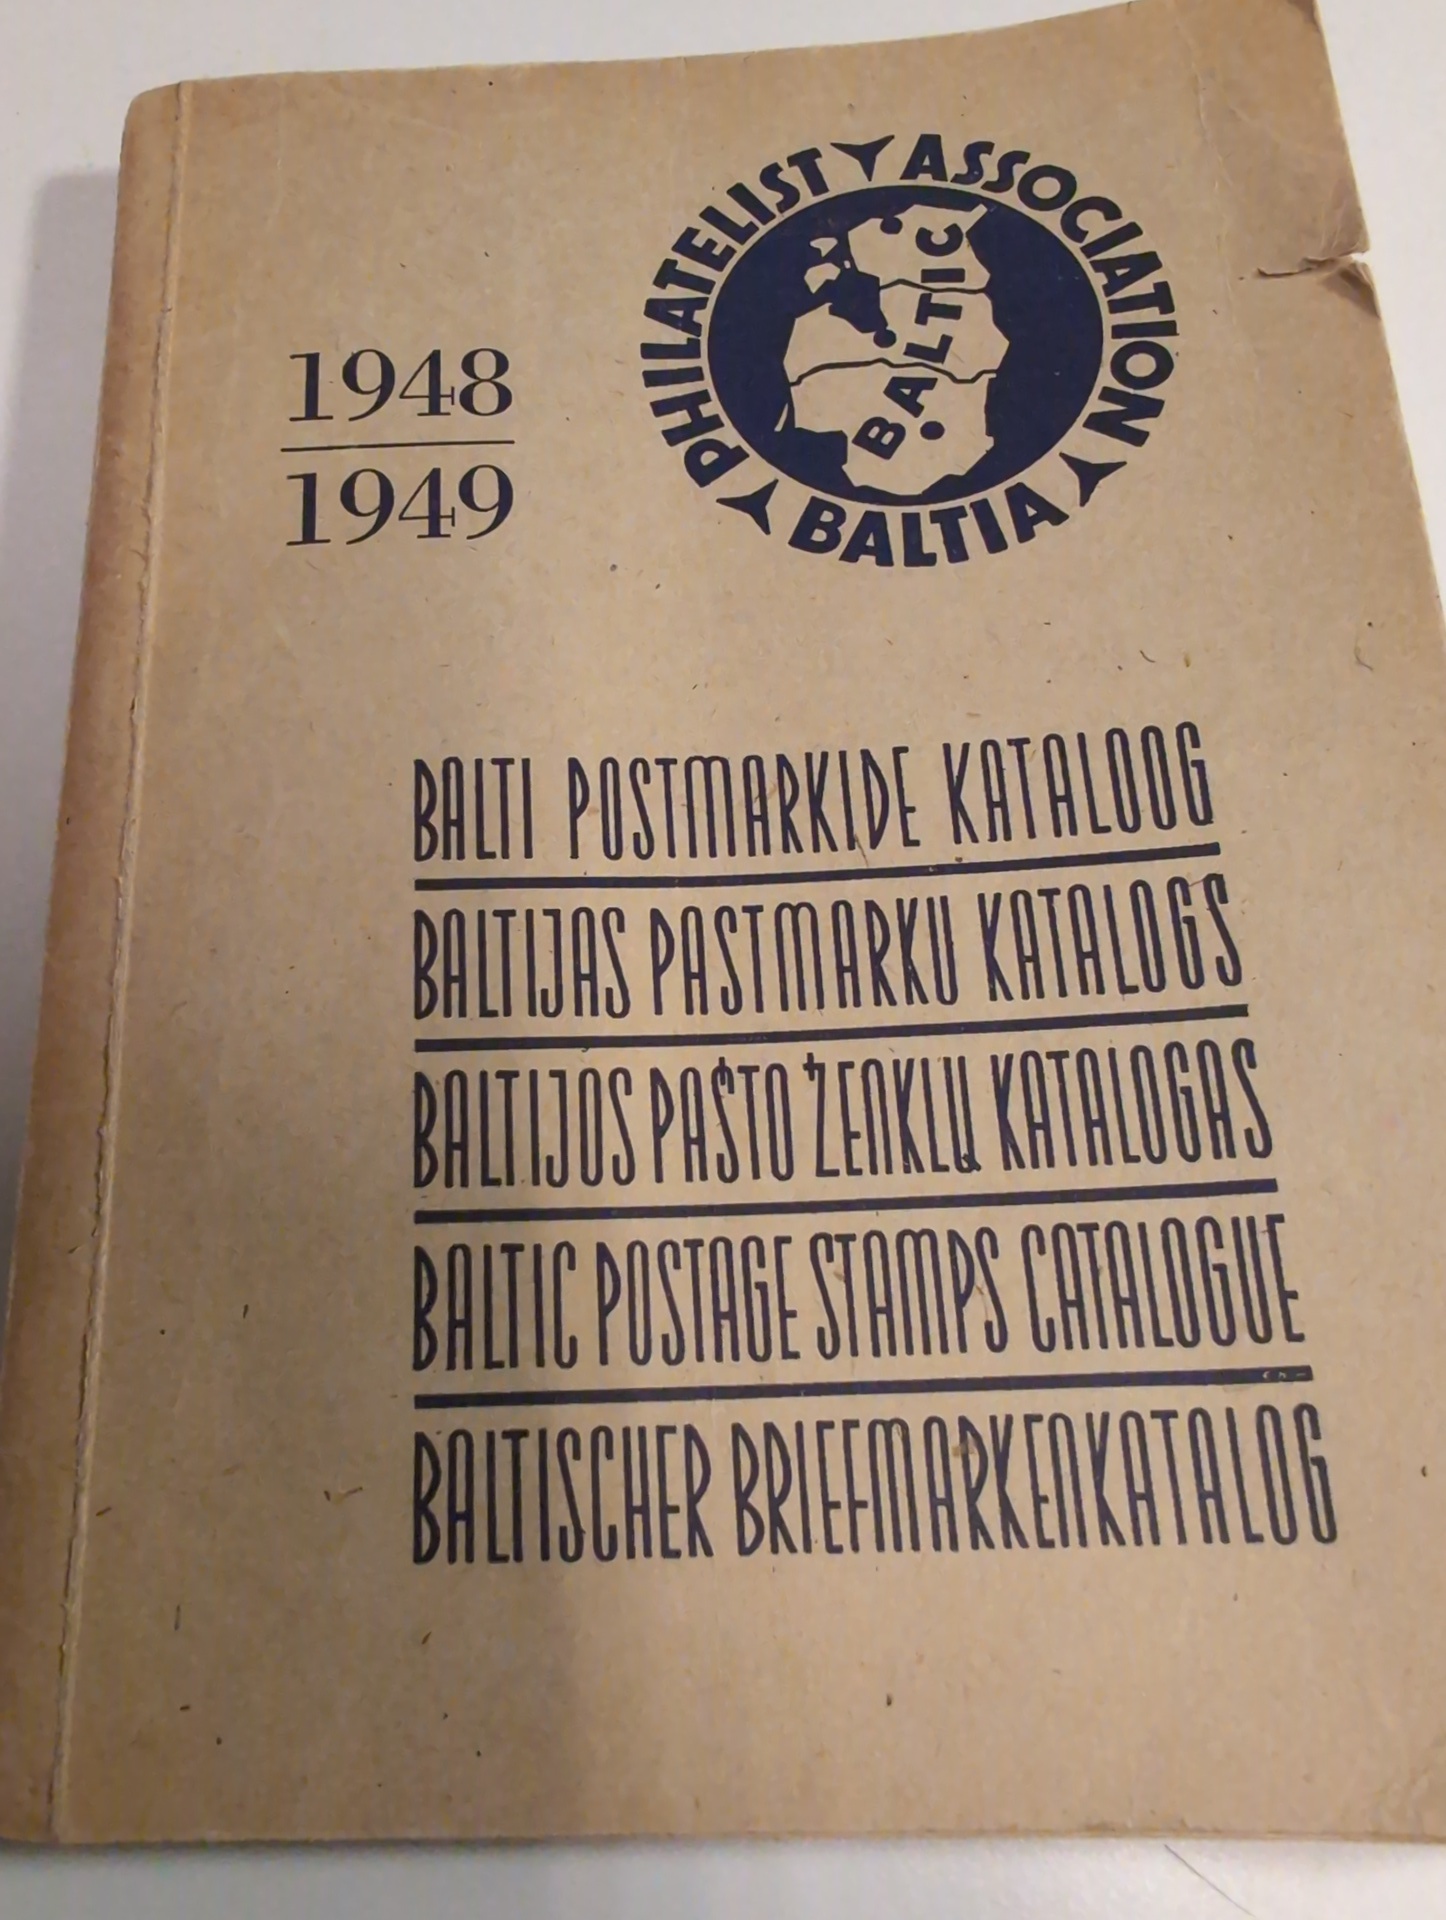 PHILATELIST ASSOCIATION
BALTIC
BALTIA
1948
1949
BALTI POSTMARKIDE KATALOOG
BALTIJAS PASTMARKU KATALOGS
BALTIJOS PAŠTO ŽENKLŲ KATALOGAS
BALTIC POSTAGE STAMPS CATALOGUE
BALTISCHER BRIEFMARKENKATALOG